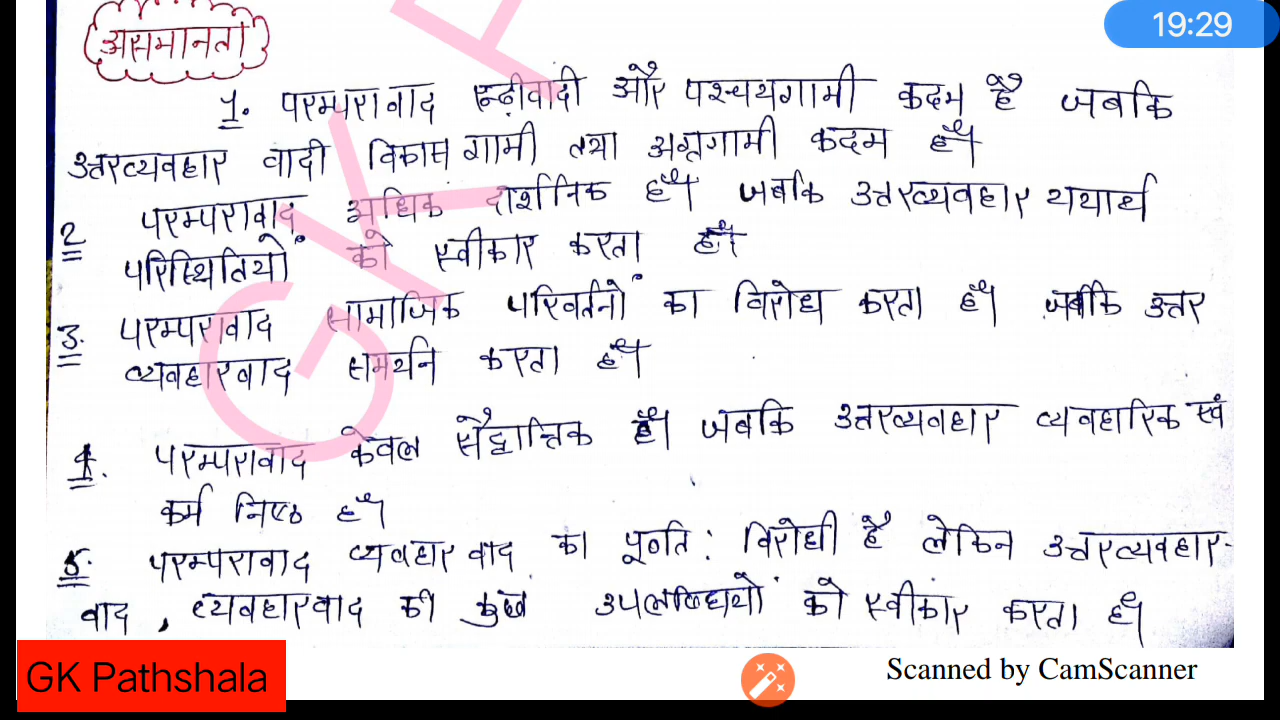 19:29
असमानता
1. परम्परावाद रूढ़ीवादी और पश्चयगामी कदम है जबकि
उत्तरव्यवहार वादी विकास गामी तथा अग्रगामी कदम है।
2 परम्परावाद अधिक दार्शनिक है। जबकि उत्तरव्यवहार यथार्थ
परिस्थितियों को स्वीकार करता है।
3. परम्परावाद सामाजिक परिवर्तनों का विरोध करता है। जबकि उत्तर
व्यवहारवाद समर्थन करता है।
4. परम्परावाद केवल सैद्धान्तिक है। जबकि उत्तरव्यवहार व्यवहारिक एवं
कर्म निष्ठ है।
5. परम्परावाद व्यवहार वाद का पूर्णति: विरोधी है लेकिन उत्तरव्यवहार-
वाद, व्यवहारवाद की कुछ उपलब्धियों को स्वीकार करता है।
GK Pathshala
Scanned by CamScanner